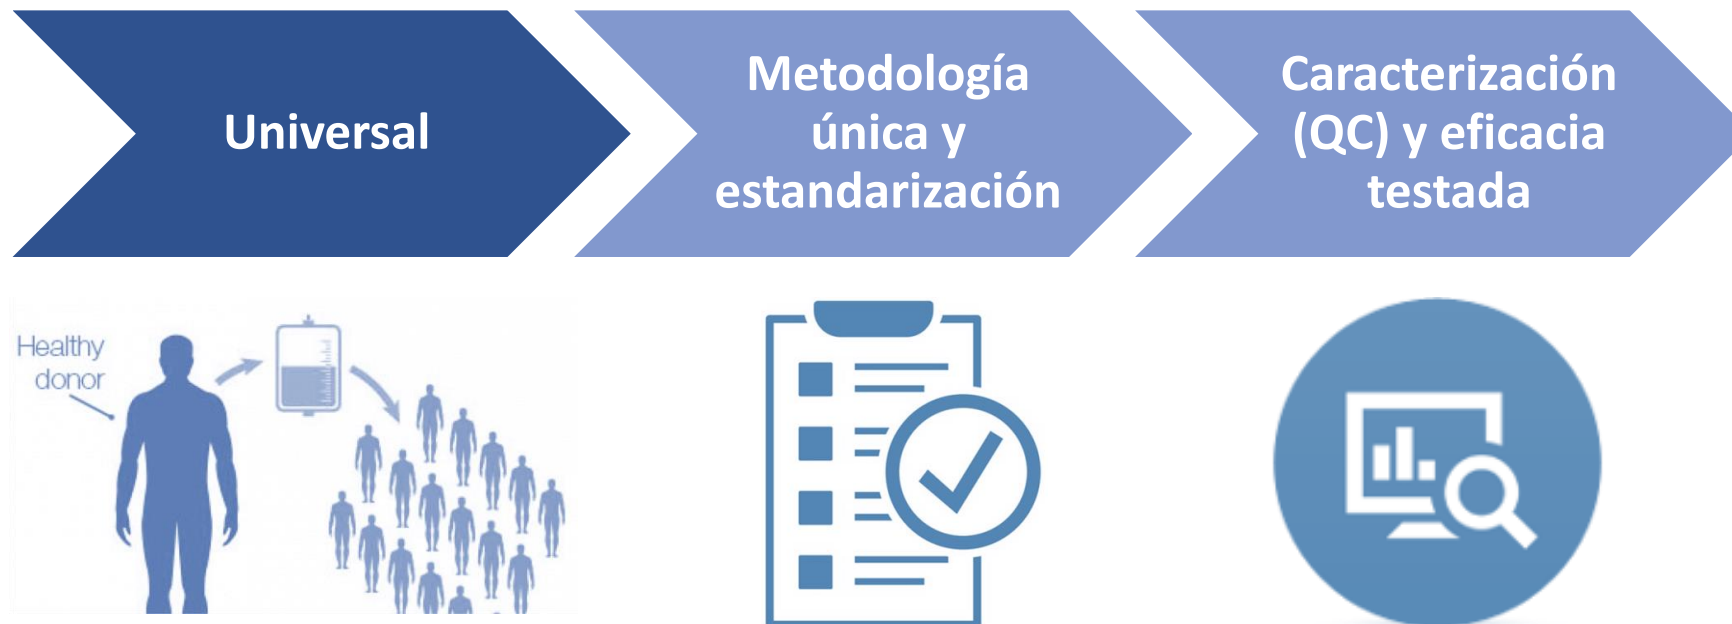 Universal
Metodología
única y
estandarización
Caracterización
(QC) y eficacia
testada
Healthy
donor